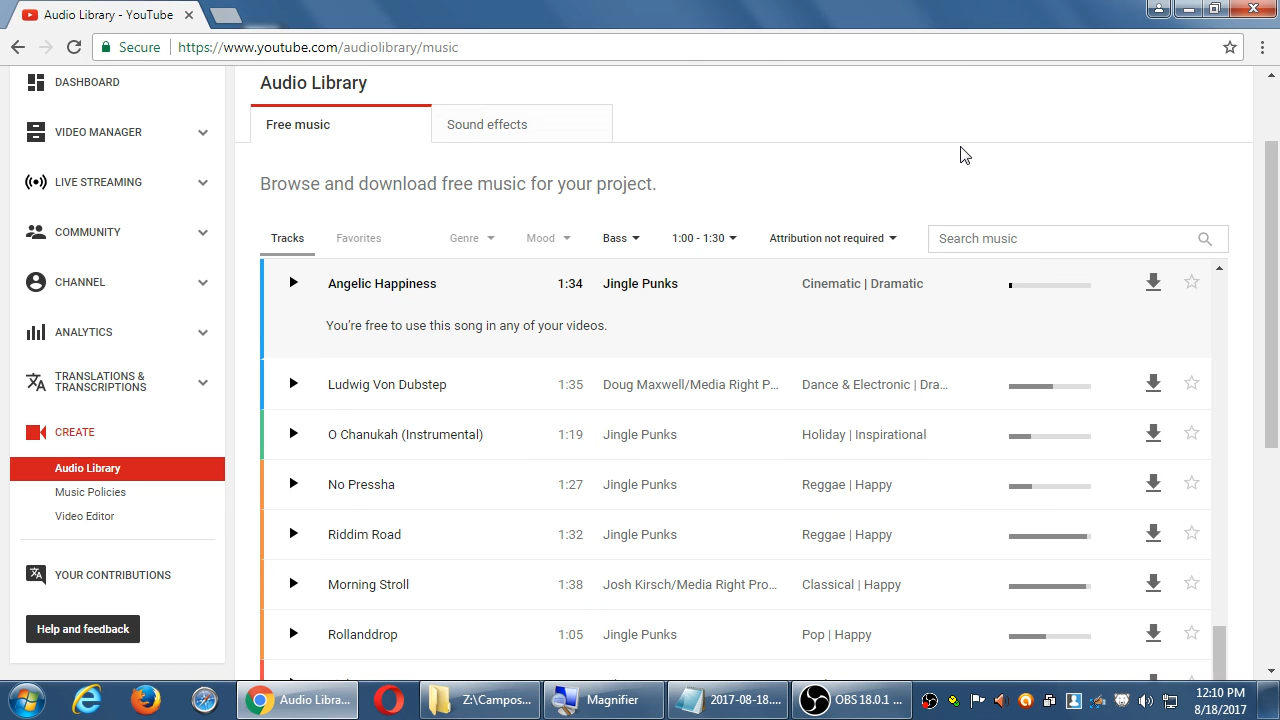 Audio Library - YouTube
Secure https://www.youtube.com/audiolibrary/music
DASHBOARD
VIDEO MANAGER
LIVE STREAMING
COMMUNITY
CHANNEL
ANALYTICS
TRANSLATIONS &
TRANSCRIPTIONS
CREATE
Audio Library
Music Policies
Video Editor
YOUR CONTRIBUTIONS
Help and feedback
Audio Library
Free music Sound effects
Browse and download free music for your project.
Tracks Favorites Genre Mood Bass 1:00 - 1:30 Attribution not required Search music
Angelic Happiness 1:34 Jingle Punks Cinematic | Dramatic
You're free to use this song in any of your videos.
Ludwig Von Dubstep 1:35 Doug Maxwell/Media Right P... Dance & Electronic | Dra...
O Chanukah (Instrumental) 1:19 Jingle Punks Holiday | Inspirational
No Pressha 1:27 Jingle Punks Reggae | Happy
Riddim Road 1:32 Jingle Punks Reggae | Happy
Morning Stroll 1:38 Josh Kirsch/Media Right Pro... Classical | Happy
Rollanddrop 1:05 Jingle Punks Pop | Happy
Audio Libra... Z:\Campos... Magnifier 2017-08-18.... OBS 18.0.1 ... 12:10 PM
8/18/2017